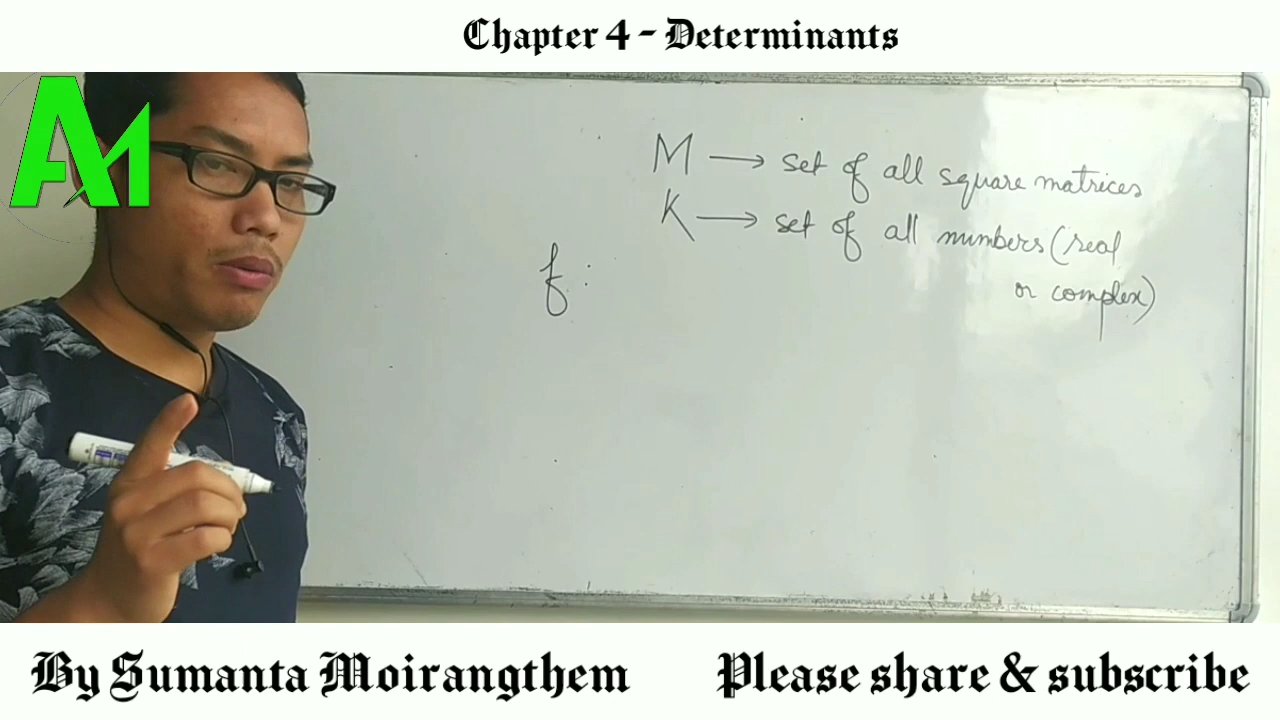 Chapter 4 - Determinants
AM
M → set of all square matrices
K → set of all numbers (real
or complex)
f :
By Sumanta Moirangthem
Please share & subscribe